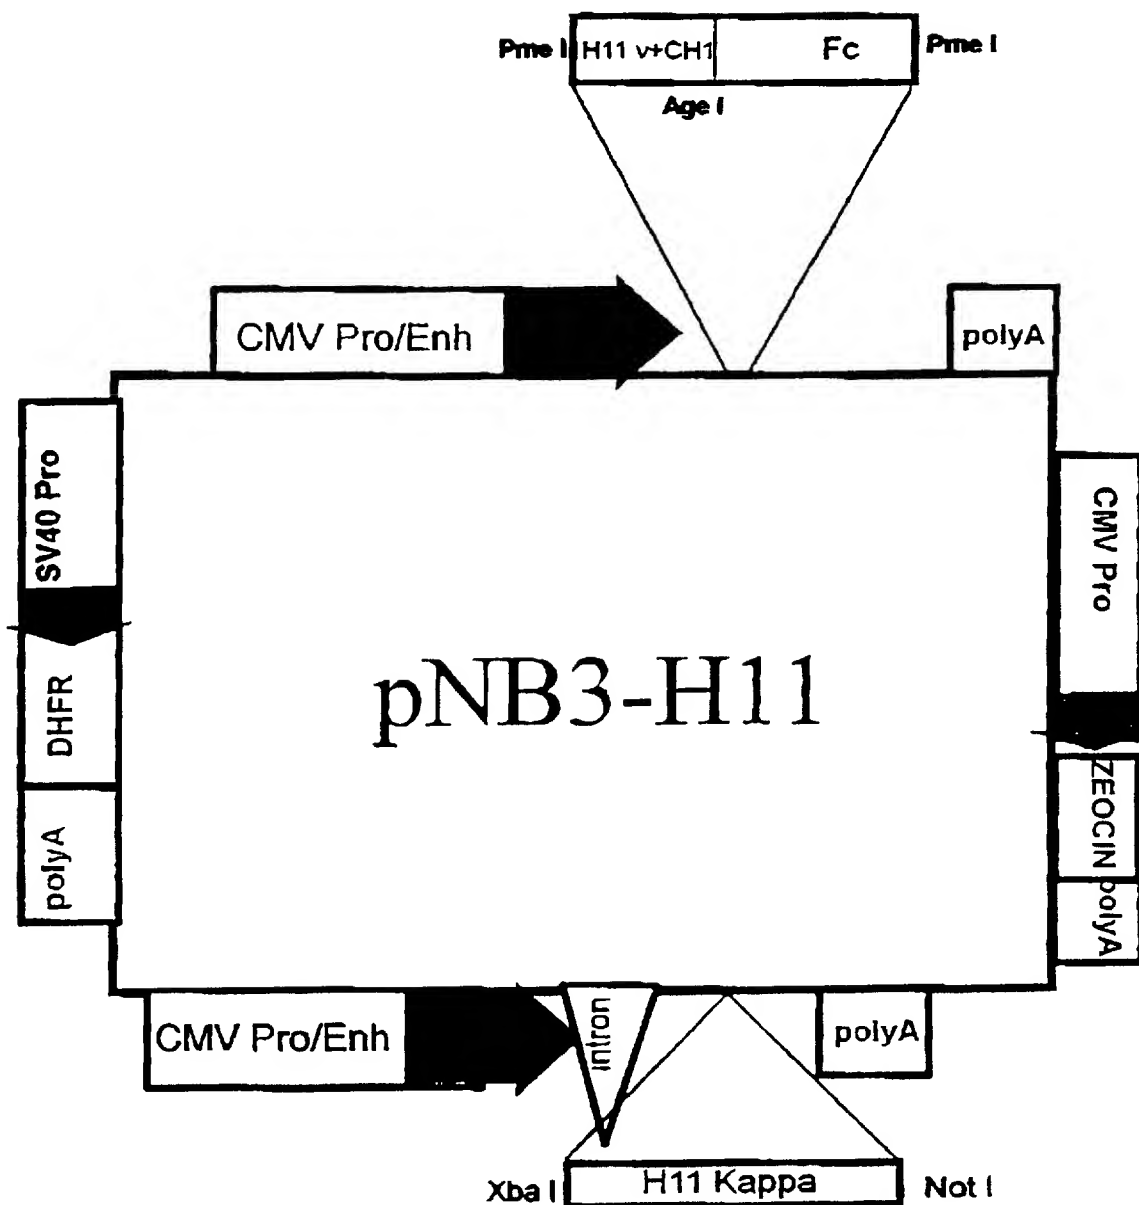 Pme I
H11 v+CH1
Fc
Pme I
Age I
CMV Pro/Enh
polyA
SV40 Pro
DHFR
polyA
CMV Pro
ZEOCIN
polyA
pNB3-H11
CMV Pro/Enh
intron
polyA
Xba I
H11 Kappa
Not I